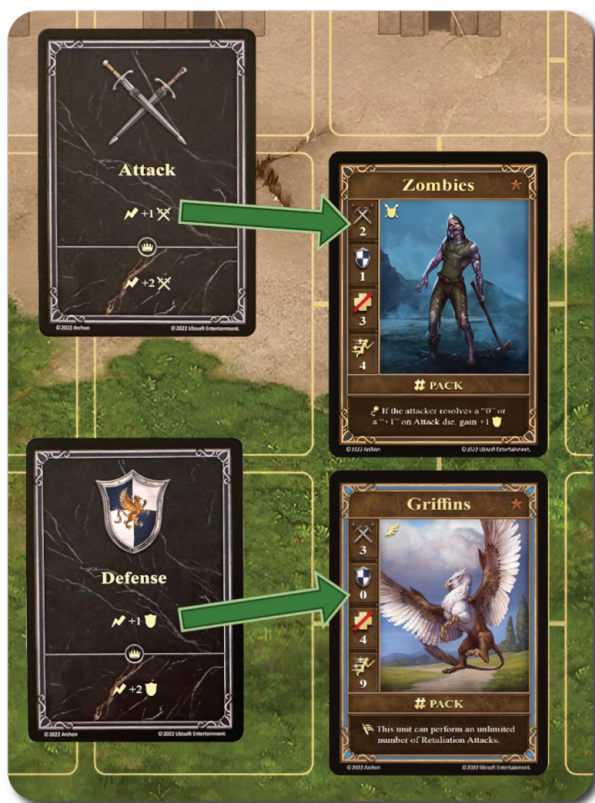 Attack
+1
+2
© 2022 Archon © 2022 Ubisoft Entertainment.
Zombies
2
1
3
4
# PACK
If the attacker resolves a "0" or
a "+1" on Attack die, gain +1
© 2022 Archon © 2022 Ubisoft Entertainment.
Defense
+1
+2
© 2022 Archon © 2022 Ubisoft Entertainment.
Griffins
3
0
4
9
# PACK
This unit can perform an unlimited
number of Retaliation Attacks.
© 2022 Archon © 2022 Ubisoft Entertainment.